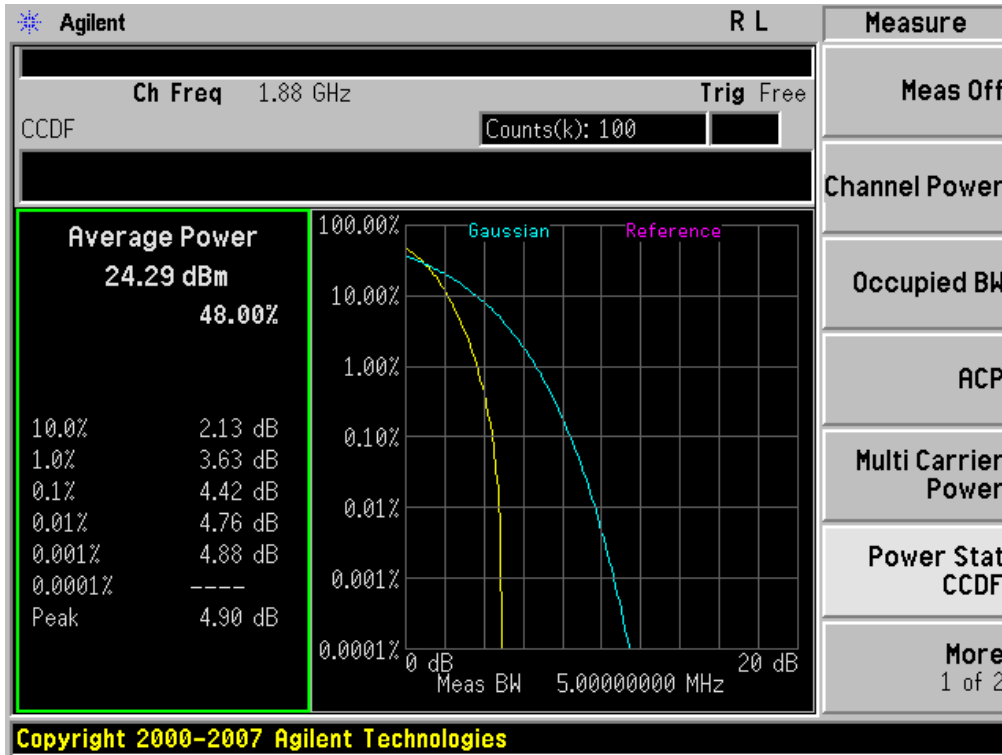 Agilent R L Measure
Ch Freq 1.88 GHz Trig Free
CCDF Counts(k): 100
Meas Off
Channel Power
Occupied BW
ACP
Multi Carrier
Power
Power Stat
CCDF
More
1 of 2
Average Power
24.29 dBm
48.00%
10.0% 2.13 dB
1.0% 3.63 dB
0.1% 4.42 dB
0.01% 4.76 dB
0.001% 4.88 dB
0.0001% ----
Peak 4.90 dB
Gaussian Reference
100.00%
10.00%
1.00%
0.10%
0.01%
0.001%
0.0001%
0 dB 20 dB
Meas BW 5.00000000 MHz
Copyright 2000-2007 Agilent Technologies